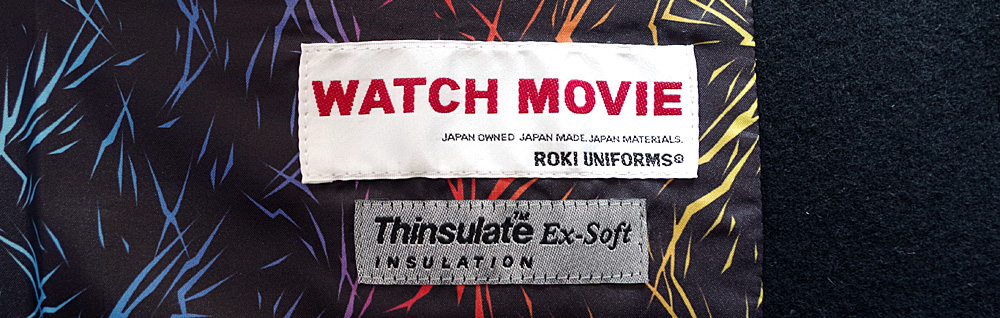 WATCH MOVIE
JAPAN OWNED JAPAN MADE. JAPAN MATERIALS.
ROKI UNIFORMS®
Thinsulate™ Ex-Soft
INSULATION